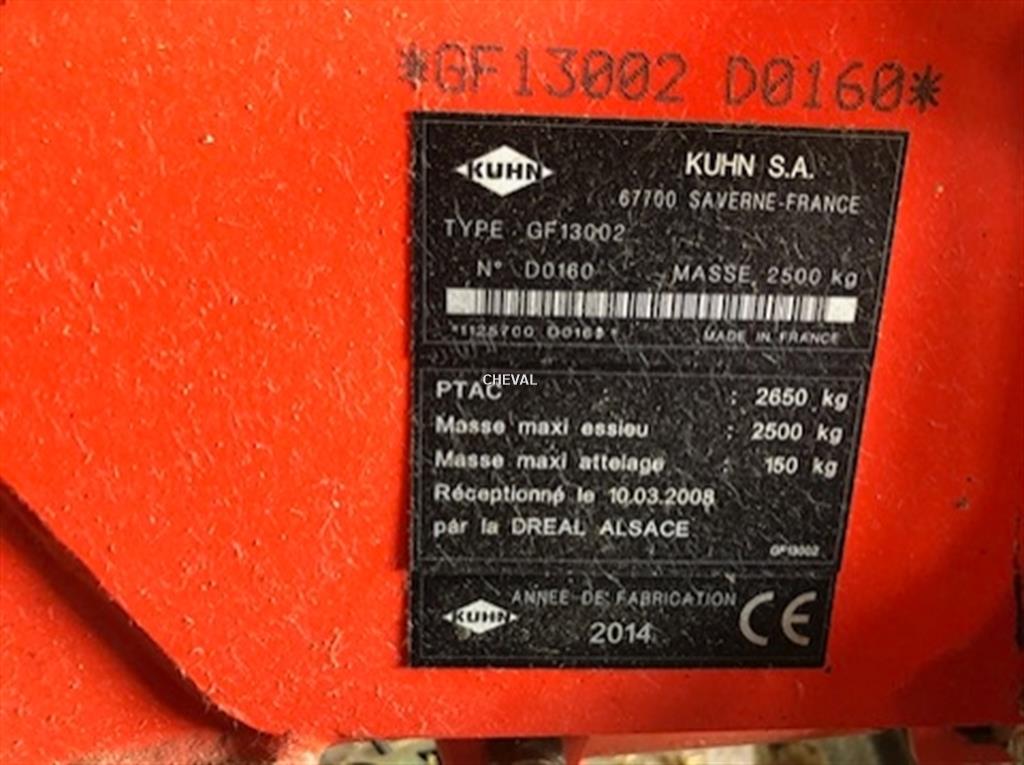 *GF13002 D0160*
KUHN
KUHN S.A.
67700 SAVERNE-FRANCE
TYPE GF13002
N° D0160 MASSE 2500 kg
*1125700 D0160*
MADE IN FRANCE
CHEVAL
PTAC : 2650 kg
Masse maxi essieu : 2500 kg
Masse maxi attelage : 150 kg
Réceptionné le 10.03.2008
par la DREAL ALSACE
GF13002
KUHN
ANNEE DE FABRICATION
2014
CE